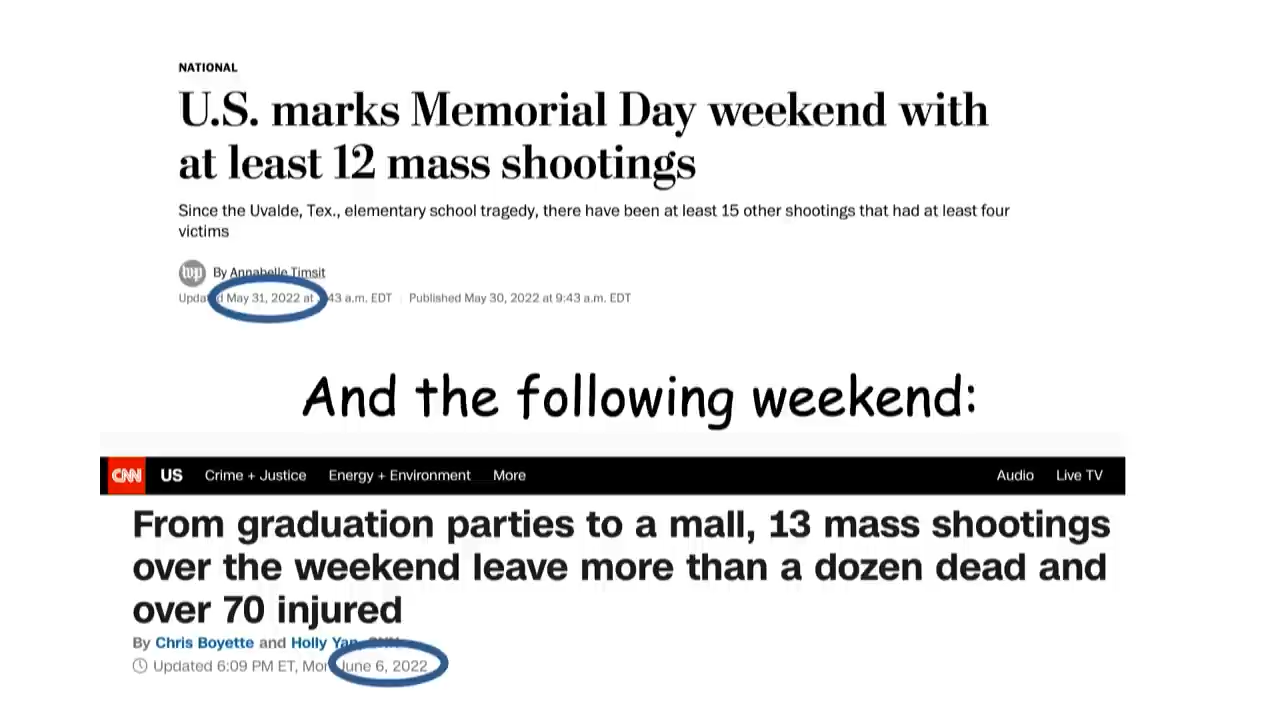 NATIONAL
U.S. marks Memorial Day weekend with
at least 12 mass shootings
Since the Uvalde, Tex., elementary school tragedy, there have been at least 15 other shootings that had at least four
victims
wp By Annabelle Timsit
Updated May 31, 2022 at :43 a.m. EDT | Published May 30, 2022 at 9:43 a.m. EDT
And the following weekend:
CNN US Crime + Justice Energy + Environment More Audio Live TV
From graduation parties to a mall, 13 mass shootings
over the weekend leave more than a dozen dead and
over 70 injured
By Chris Boyette and Holly Yan, CNN
Updated 6:09 PM ET, Mon June 6, 2022